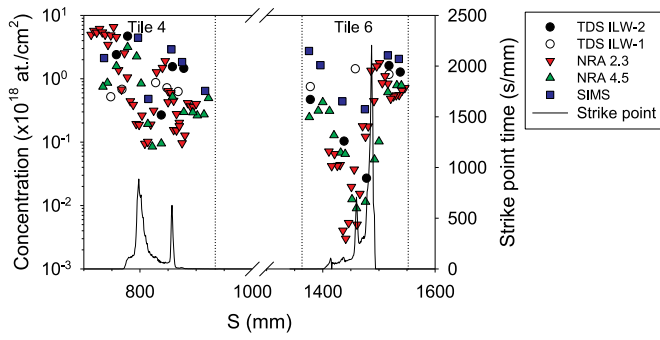 Tile 4
Tile 6
Concentration (x10^18 at./cm^2)
10^1
10^0
10^-1
10^-2
10^-3
Strike point time (s/mm)
2500
2000
1500
1000
500
0
800
1000
1400
1600
S (mm)
TDS ILW-2
TDS ILW-1
NRA 2.3
NRA 4.5
SIMS
Strike point